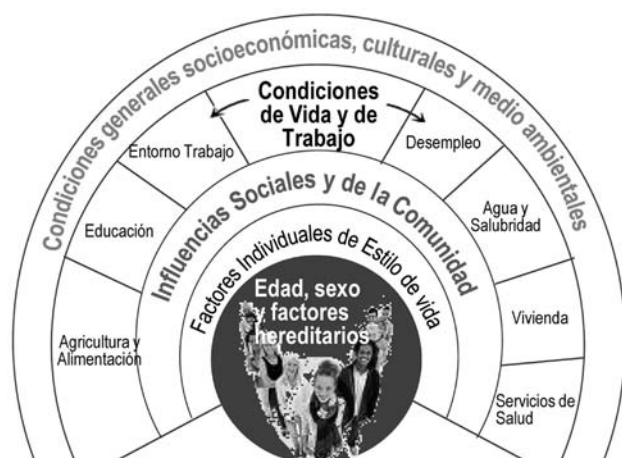 Condiciones generales socioeconómicas, culturales y medio ambientales
Condiciones
de Vida y de
Trabajo
Entorno Trabajo
Desempleo
Educación
Agua y
Salubridad
Agricultura y
Alimentación
Vivienda
Servicios de
Salud
Influencias Sociales y de la Comunidad
Factores Individuales de Estilo de vida
Edad, sexo
y factores
hereditarios